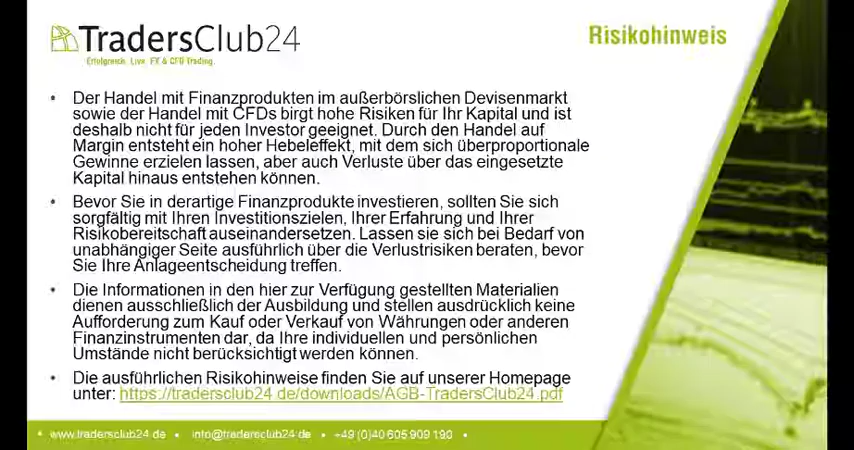 TradersClub24
Erfolgreich. Live. FX & CFD Trading.
Risikohinweis
• Der Handel mit Finanzprodukten im außerbörslichen Devisenmarkt
sowie der Handel mit CFDs birgt hohe Risiken für Ihr Kapital und ist
deshalb nicht für jeden Investor geeignet. Durch den Handel auf
Margin entsteht ein hoher Hebeleffekt, mit dem sich überproportionale
Gewinne erzielen lassen, aber auch Verluste über das eingesetzte
Kapital hinaus entstehen können.
• Bevor Sie in derartige Finanzprodukte investieren, sollten Sie sich
sorgfältig mit Ihren Investitionszielen, Ihrer Erfahrung und Ihrer
Risikobereitschaft auseinandersetzen. Lassen sie sich bei Bedarf von
unabhängiger Seite ausführlich über die Verlustrisiken beraten, bevor
Sie Ihre Anlageentscheidung treffen.
• Die Informationen in den hier zur Verfügung gestellten Materialien
dienen ausschließlich der Ausbildung und stellen ausdrücklich keine
Aufforderung zum Kauf oder Verkauf von Währungen oder anderen
Finanzinstrumenten dar, da Ihre individuellen und persönlichen
Umstände nicht berücksichtigt werden können.
• Die ausführlichen Risikohinweise finden Sie auf unserer Homepage
unter: https://tradersclub24.de/downloads/AGB-TradersClub24.pdf
• www.tradersclub24.de • info@tradersclub24.de • +49 (0)40 605 909 190 •